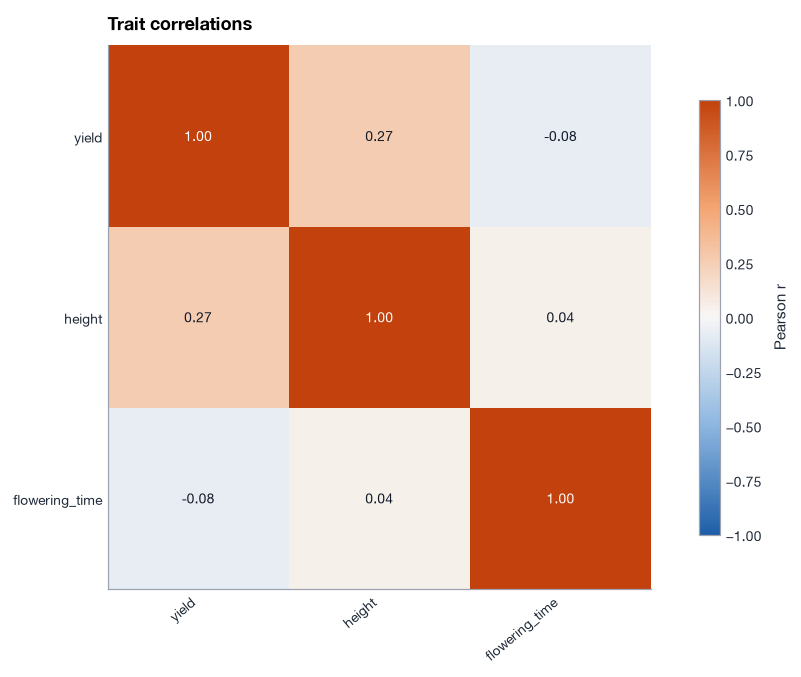 Trait correlations
yield
1.00
0.27
-0.08
height
0.27
1.00
0.04
flowering_time
-0.08
0.04
1.00
yield
height
flowering_time
1.00
0.75
0.50
0.25
0.00
−0.25
−0.50
−0.75
−1.00
Pearson r